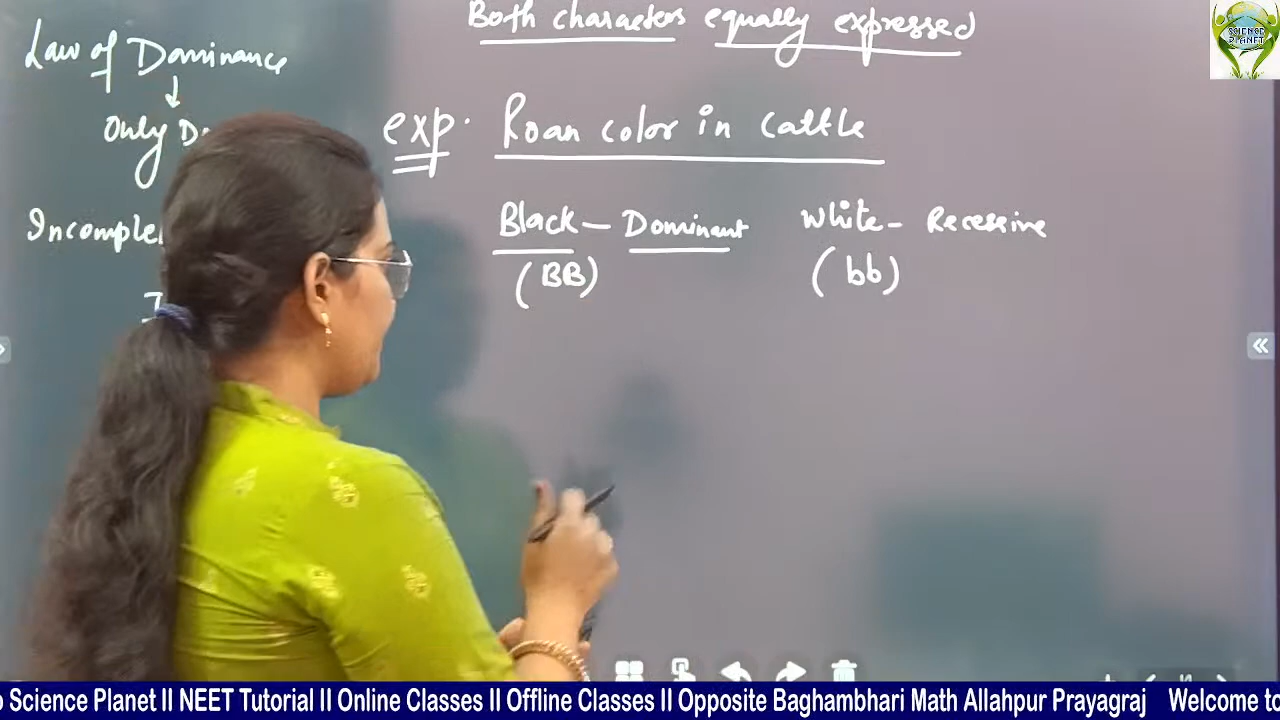 Both characters equally expressed
Law of Dominance
Only
exp. Roan color in cattle
Black - Dominant White - Recessive
(BB) (bb)
SCIENCE
PLANET
Science Planet II NEET Tutorial II Online Classes II Offline Classes II Opposite Baghambhari Math Allahpur Prayagraj Welcome to